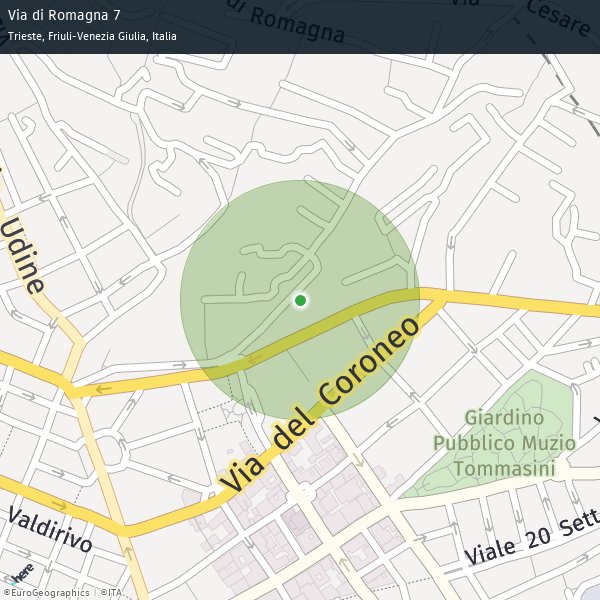 Via di Romagna 7
Trieste, Friuli-Venezia Giulia, Italia
di Romagna
Cesare
Udine
Via del Coroneo
Giardino
Pubblico Muzio
Tommasini
Valdirivo
Viale 20 Sett
here
©EuroGeographics | ©ITA